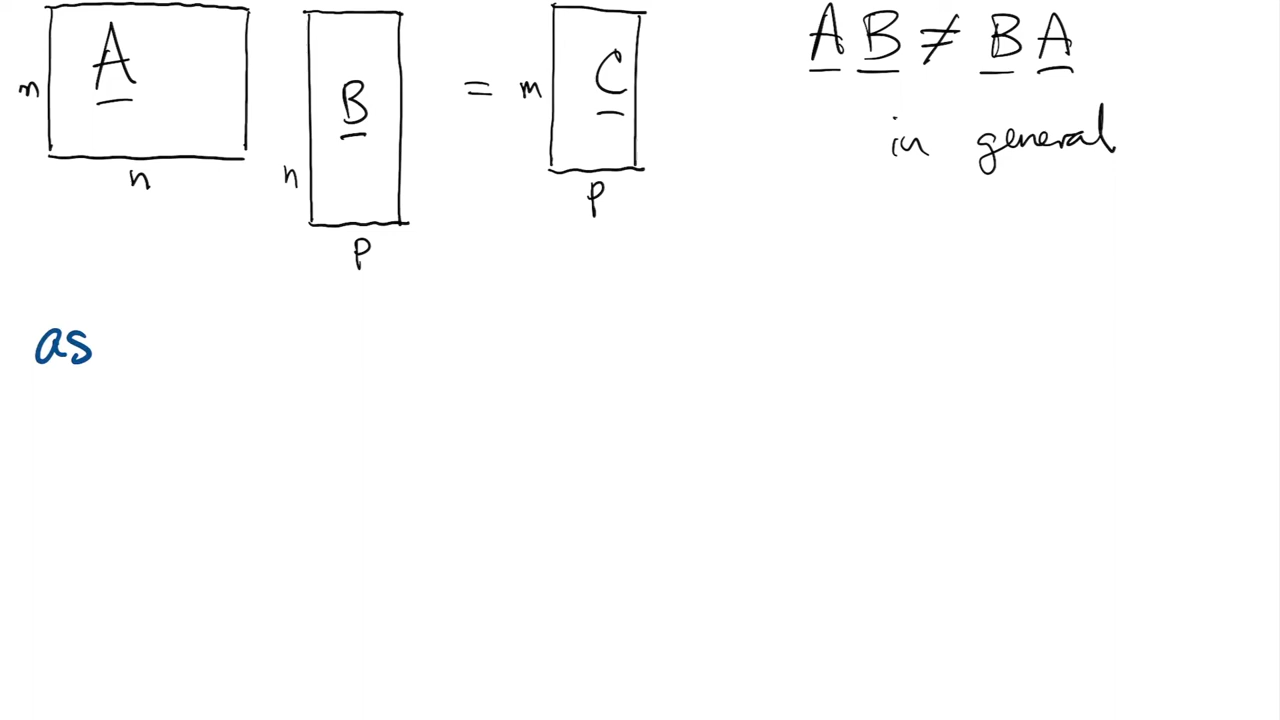 A B = C AB ≠ BA
m m
n n in general
p
p
as